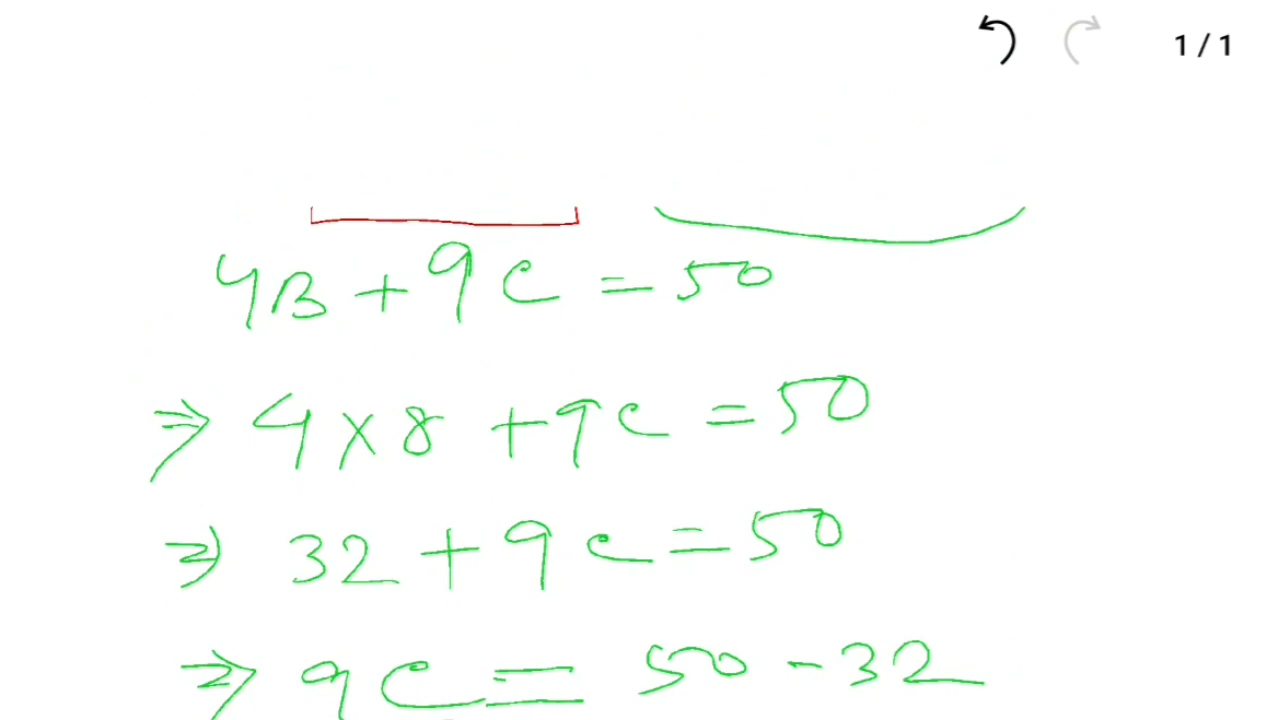 1 / 1
4B + 9C = 50
⇒ 4 × 8 + 9C = 50
⇒ 32 + 9C = 50
⇒ 9C = 50 - 32